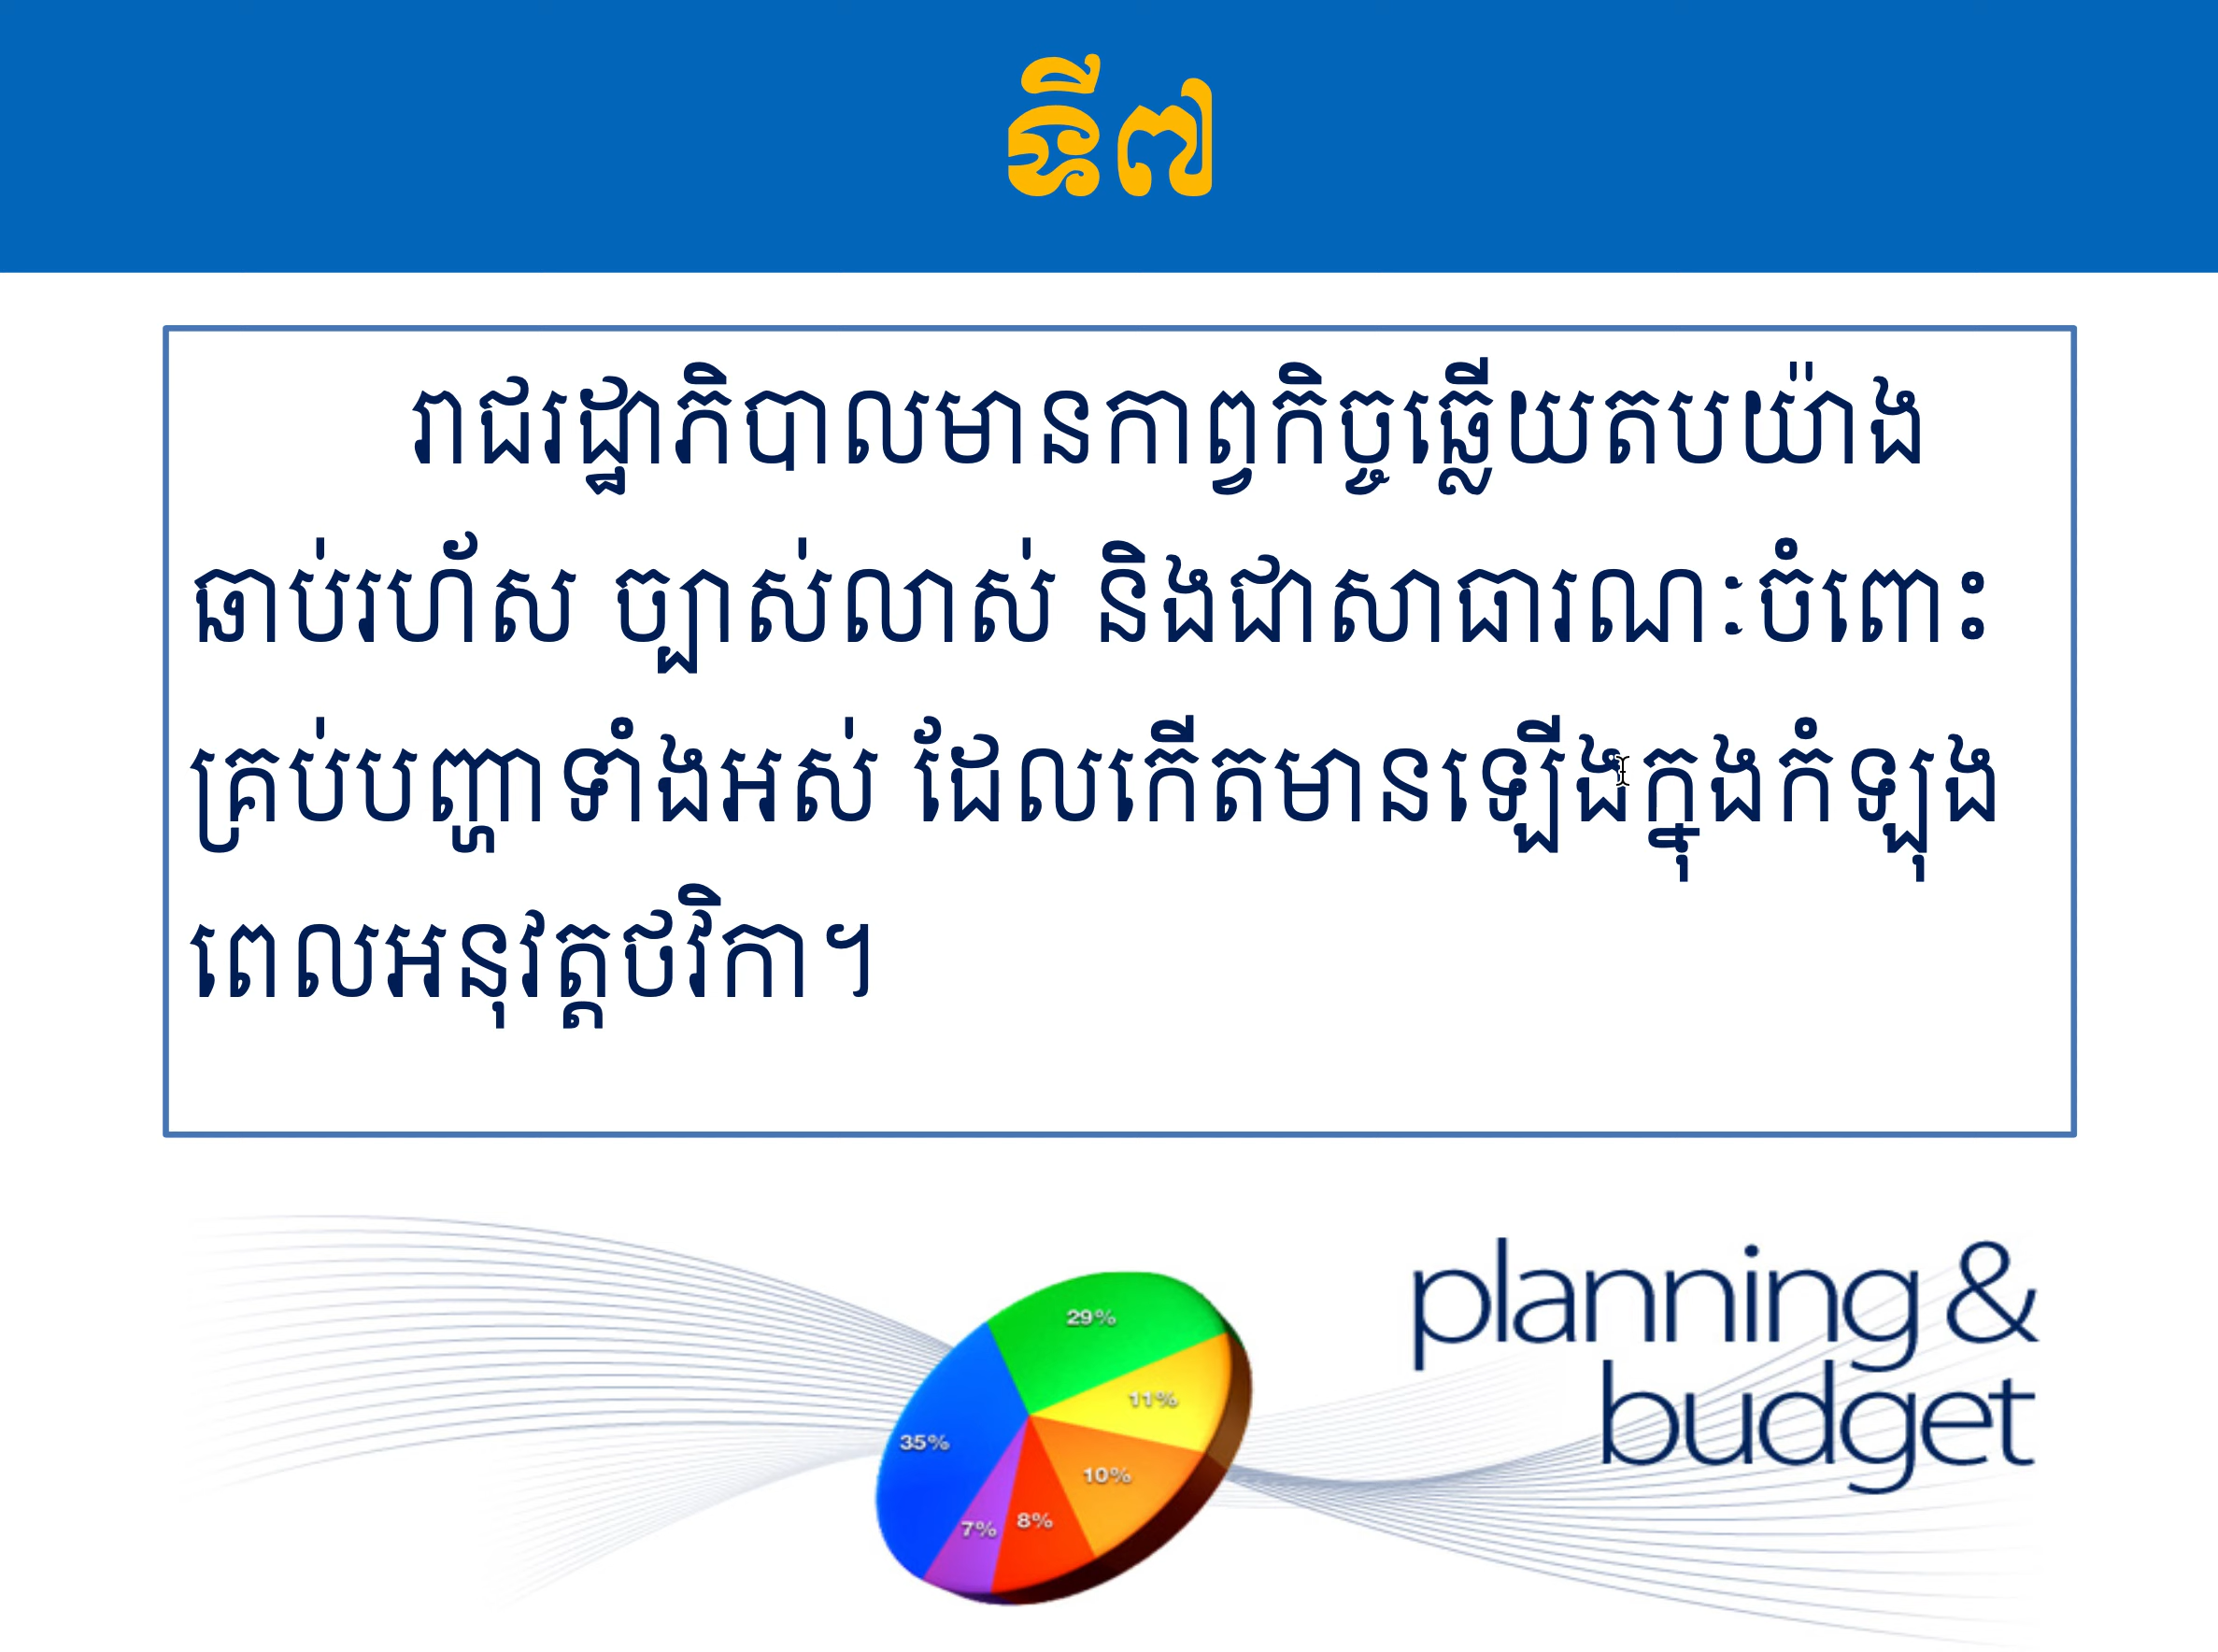 ទី៧
រាជរដ្ឋាភិបាលមានកាព្វកិច្ចឆ្លើយតបយ៉ាង
ឆាប់រហ័ស ច្បាស់លាស់ និងជាសាធារណៈចំពោះ
គ្រប់បញ្ហាទាំងអស់ ដែលកើតមានឡើងក្នុងកំឡុង
ពេលអនុវត្តថវិកា។
planning &
budget
29%
11%
35%
10%
8%
7%